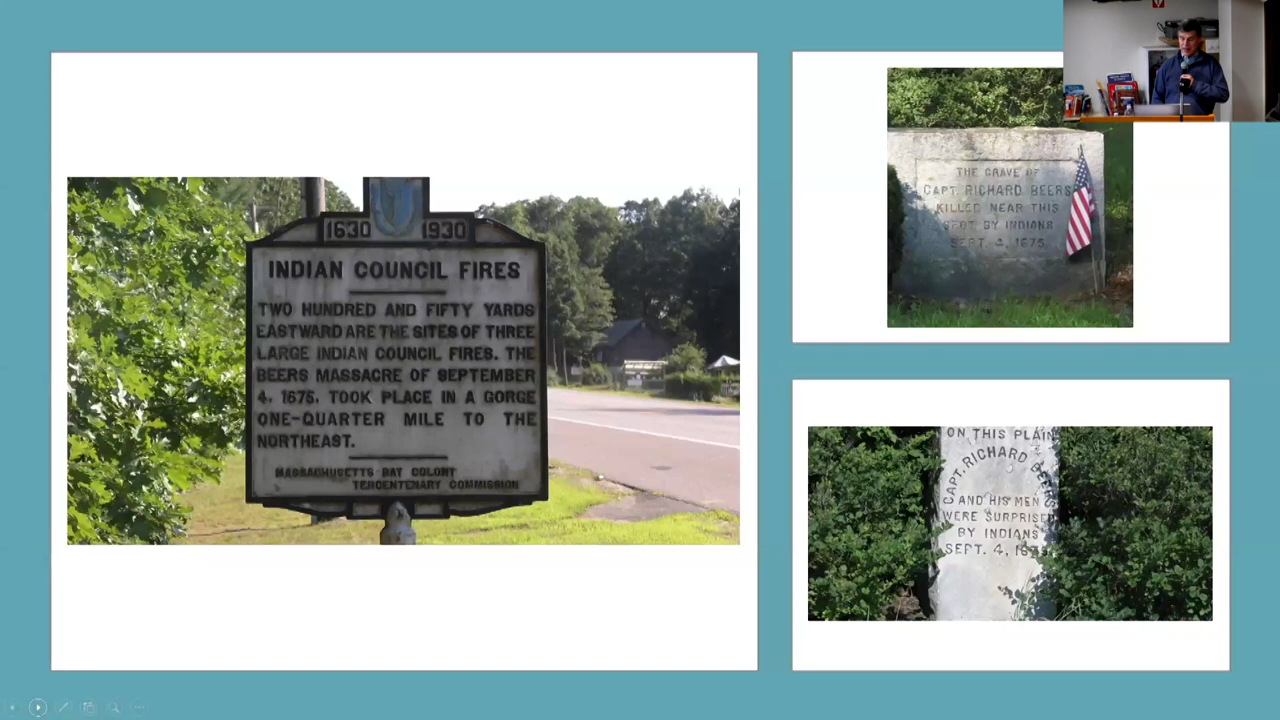 1630 1930
INDIAN COUNCIL FIRES
TWO HUNDRED AND FIFTY YARDS
EASTWARD ARE THE SITES OF THREE
LARGE INDIAN COUNCIL FIRES. THE
BEERS MASSACRE OF SEPTEMBER
4, 1675, TOOK PLACE IN A GORGE
ONE-QUARTER MILE TO THE
NORTHEAST.
MASSACHUSETTS BAY COLONY
TERCENTENARY COMMISSION
THE GRAVE OF
CAPT. RICHARD BEERS
KILLED NEAR THIS
SPOT BY INDIANS
SEPT. 4, 1675
ON THIS PLAIN
CAPT. RICHARD BEERS
AND HIS MEN
WERE SURPRISED
BY INDIANS
SEPT. 4,